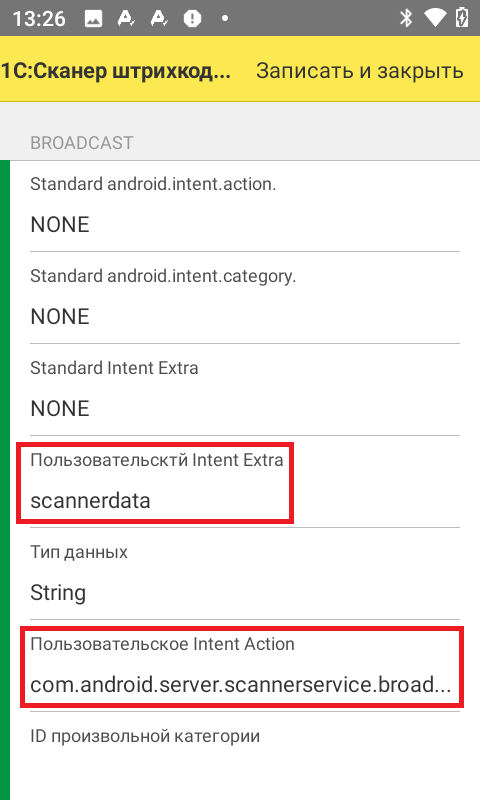 13:26
1С:Сканер штрихкод... Записать и закрыть
BROADCAST
Standard android.intent.action.
NONE
Standard android.intent.category.
NONE
Standard Intent Extra
NONE
Пользовательсктй Intent Extra
scannerdata
Тип данных
String
Пользовательское Intent Action
com.android.server.scannerservice.broad...
ID произвольной категории